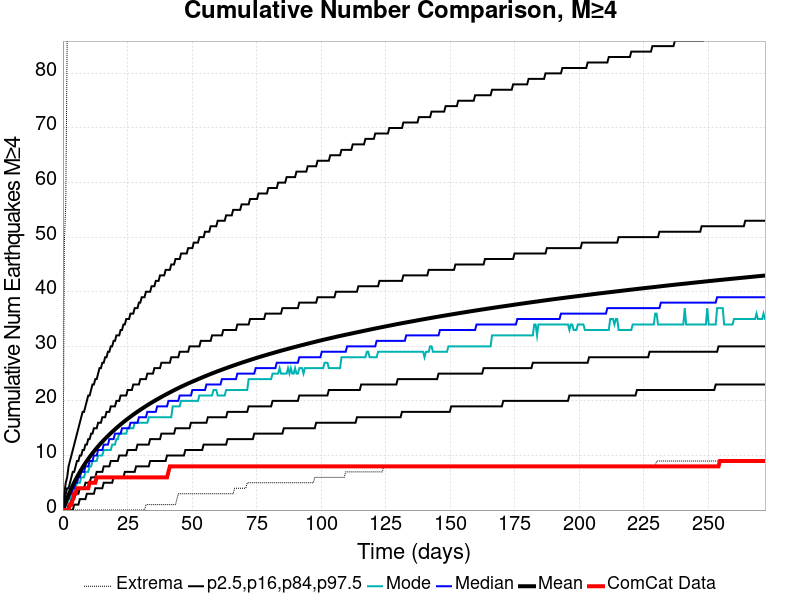 Cumulative Number Comparison, M≥4
Cumulative Num Earthquakes M≥4
80
70
60
50
40
30
20
10
0
0 25 50 75 100 125 150 175 200 225 250
Time (days)
Extrema p2.5,p16,p84,p97.5 Mode Median Mean ComCat Data